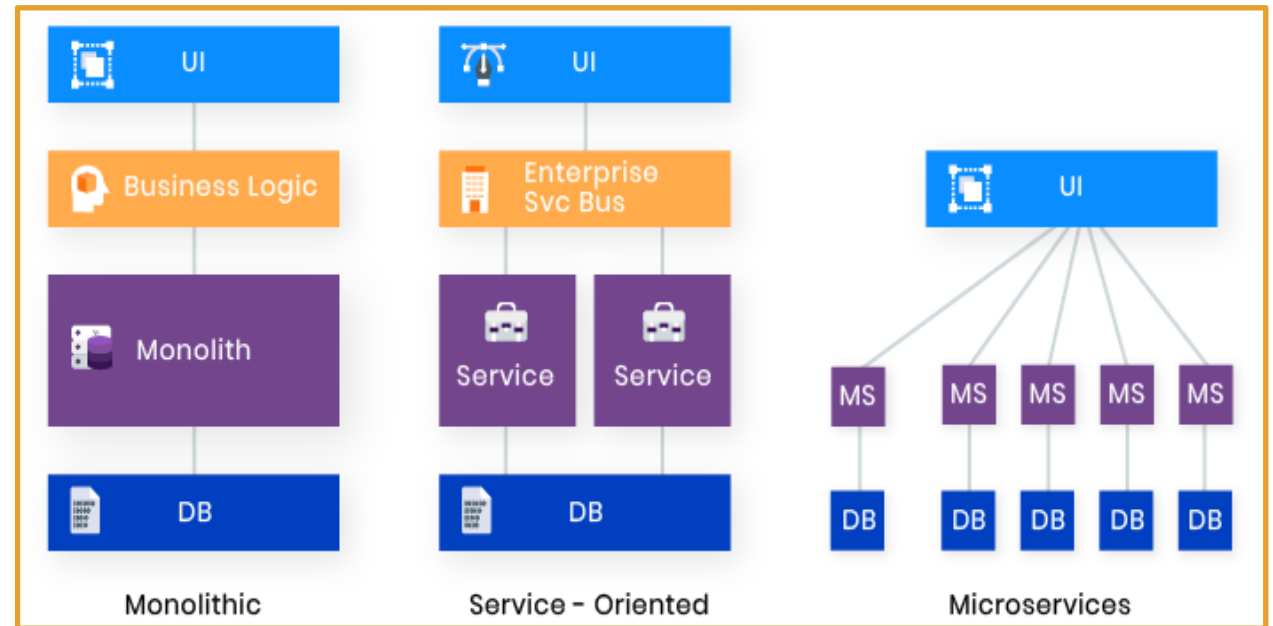 UI
Business Logic
Monolith
DB
Monolithic
UI
Enterprise
Svc Bus
Service
Service
DB
Service - Oriented
UI
MS
MS
MS
MS
MS
DB
DB
DB
DB
DB
Microservices